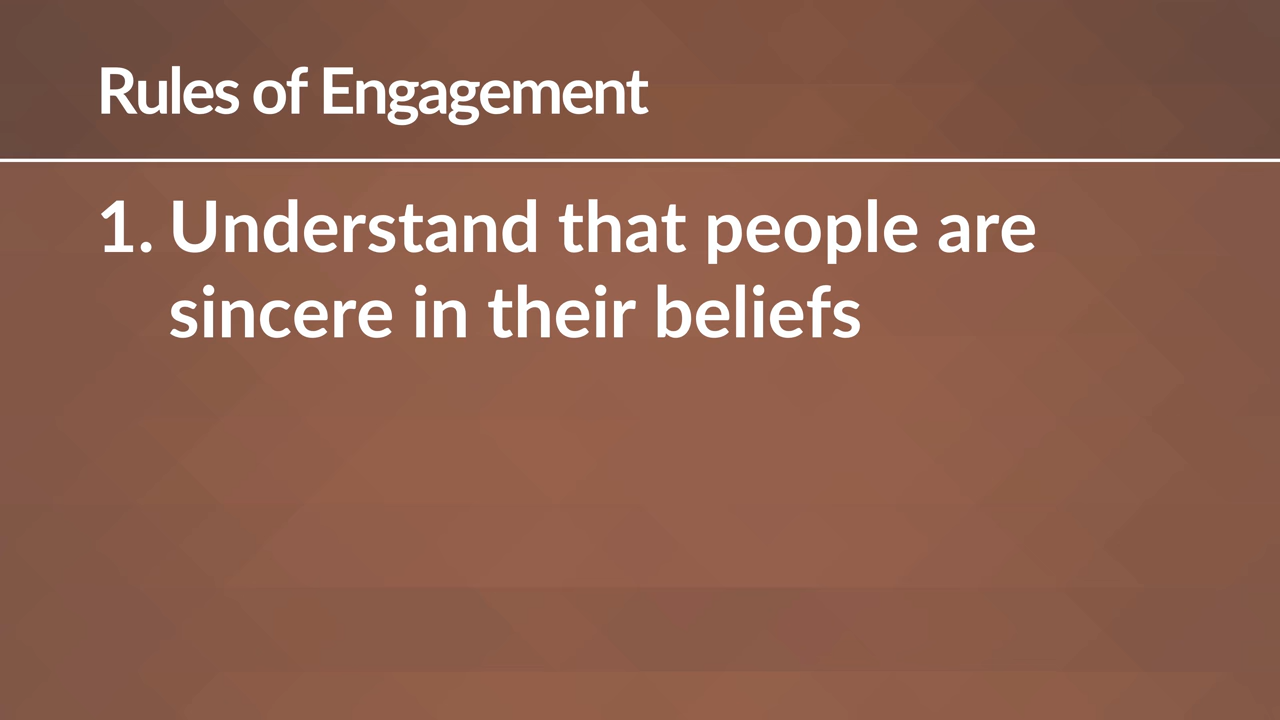 Rules of Engagement
1. Understand that people are
sincere in their beliefs